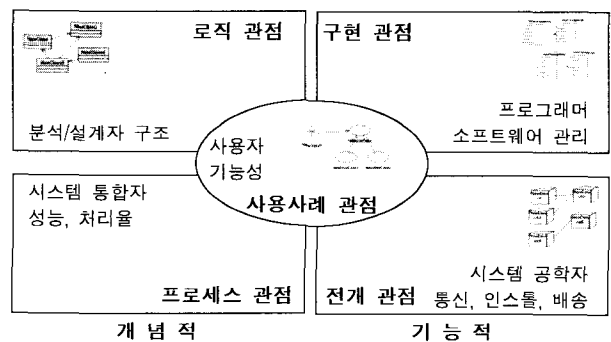 로직 관점
분석/설계자 구조
구현 관점
프로그래머
소프트웨어 관리
사용자
기능성
사용사례 관점
시스템 통합자
성능, 처리율
프로세스 관점
전개 관점
시스템 공학자
통신, 인스톨, 배송
개념적
기능적